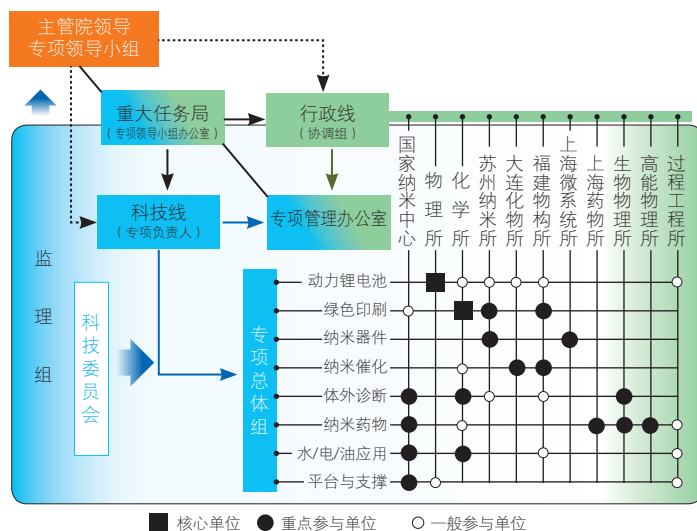 主管院领导
专项领导小组
重大任务局
（专项领导小组办公室）
行政线
（协调组）
科技线
（专项负责人）
专项管理办公室
国家纳米中心
物理所
化学所
苏州纳米所
大连化物所
福建物构所
上海微系统所
上海药物所
生物物理所
高能物理所
过程工程所
监理组
科技委员会
专项总体组
动力锂电池
绿色印刷
纳米器件
纳米催化
体外诊断
纳米药物
水/电/油应用
平台与支撑
核心单位 重点参与单位 一般参与单位